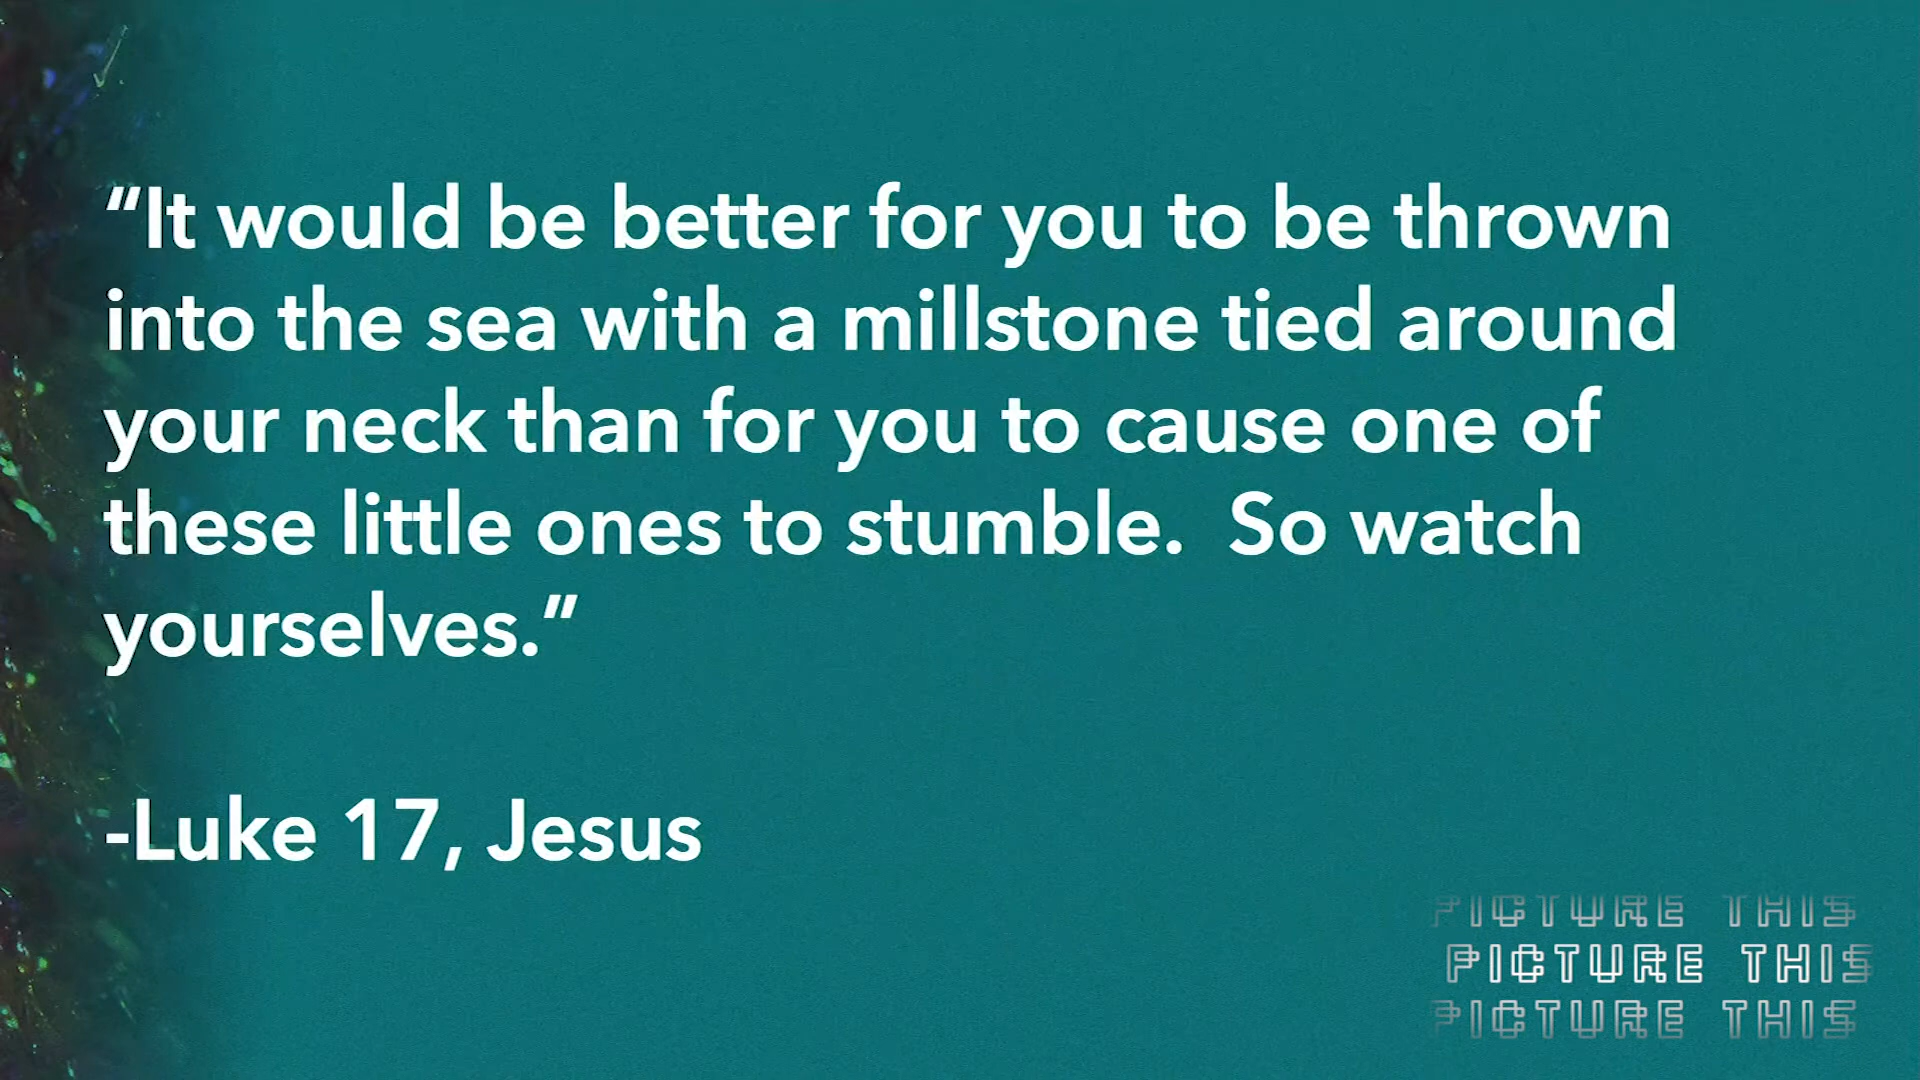 “It would be better for you to be thrown
into the sea with a millstone tied around
your neck than for you to cause one of
these little ones to stumble.  So watch
yourselves.”
-Luke 17, Jesus
PICTURE THIS
PICTURE THIS
PICTURE THIS